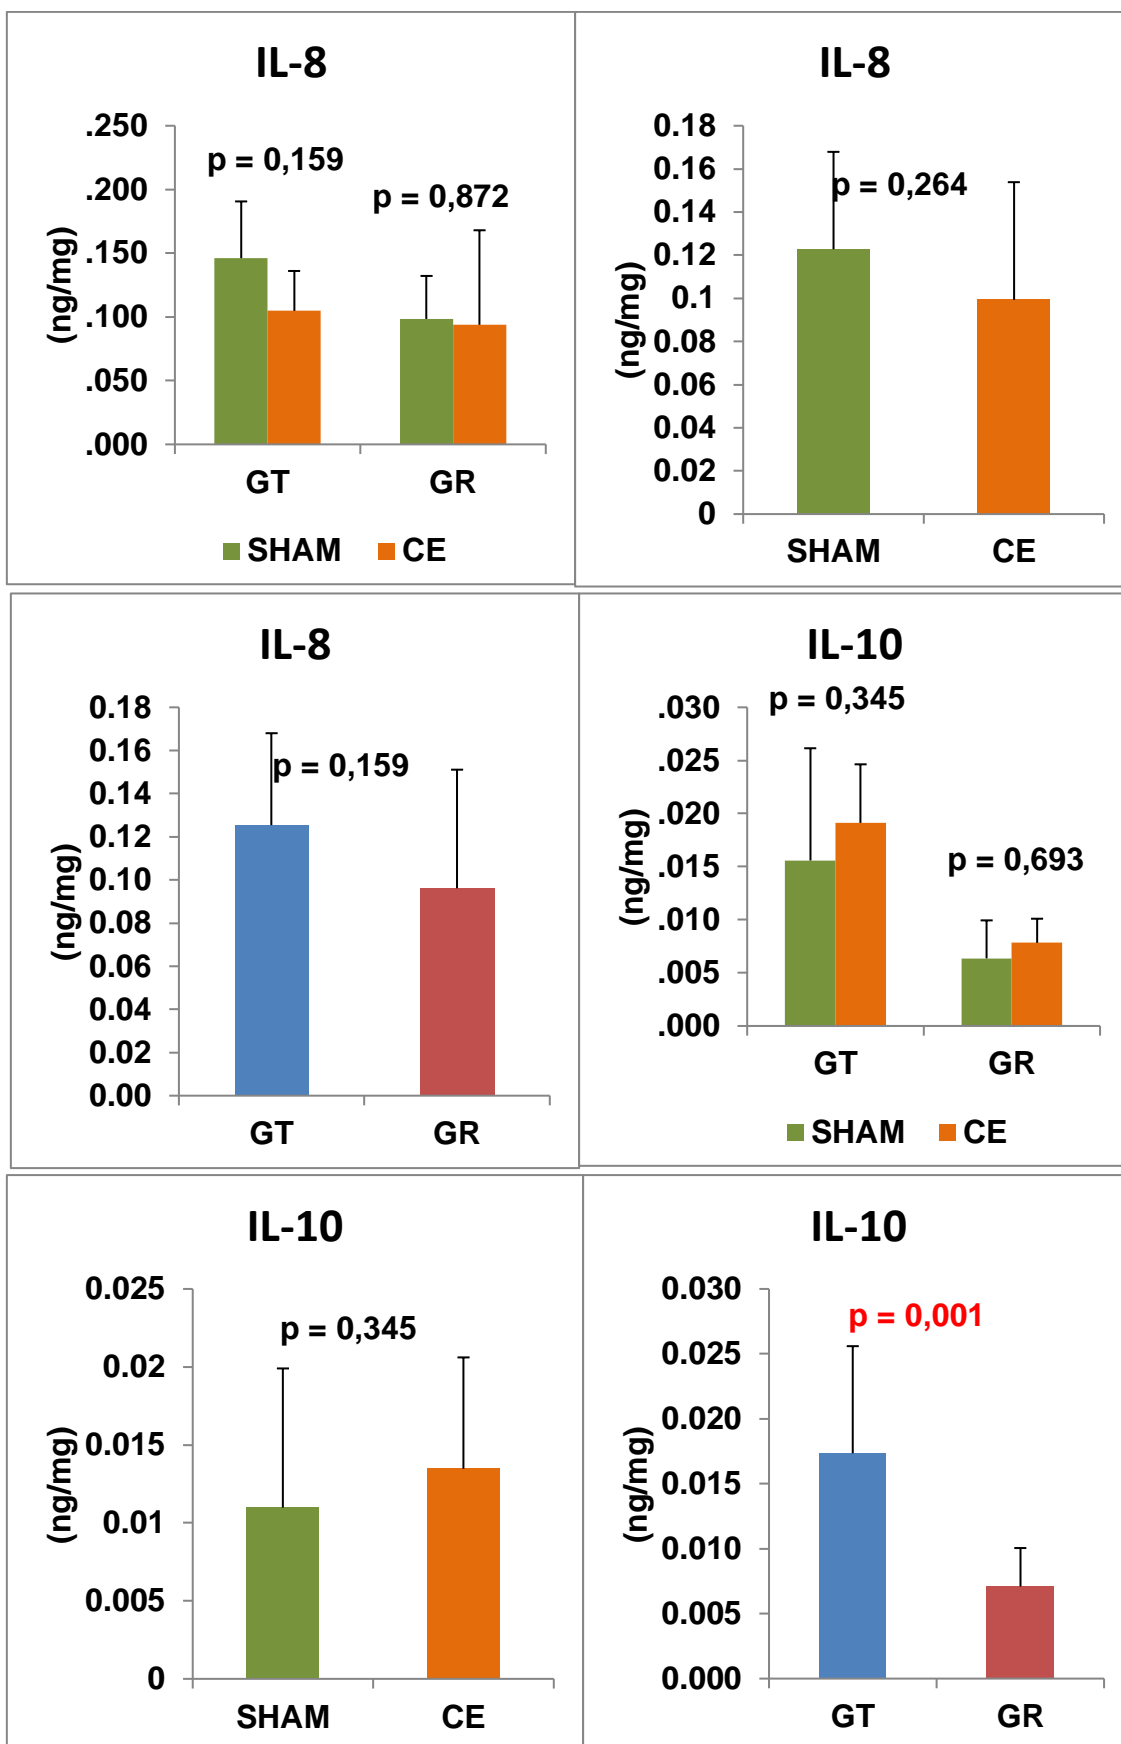 IL-8
.250
.200
.150
.100
.050
.000
(ng/mg)
p = 0,159
p = 0,872
GT GR
SHAM CE
IL-8
0.18
0.16
0.14
0.12
0.1
0.08
0.06
0.04
0.02
0
(ng/mg)
p = 0,264
SHAM CE
IL-8
0.18
0.16
0.14
0.12
0.10
0.08
0.06
0.04
0.02
0.00
(ng/mg)
p = 0,159
GT GR
IL-10
.030
.025
.020
.015
.010
.005
.000
(ng/mg)
p = 0,345
p = 0,693
GT GR
SHAM CE
IL-10
0.025
0.02
0.015
0.01
0.005
0
(ng/mg)
p = 0,345
SHAM CE
IL-10
0.030
0.025
0.020
0.015
0.010
0.005
0.000
(ng/mg)
p = 0,001
GT GR